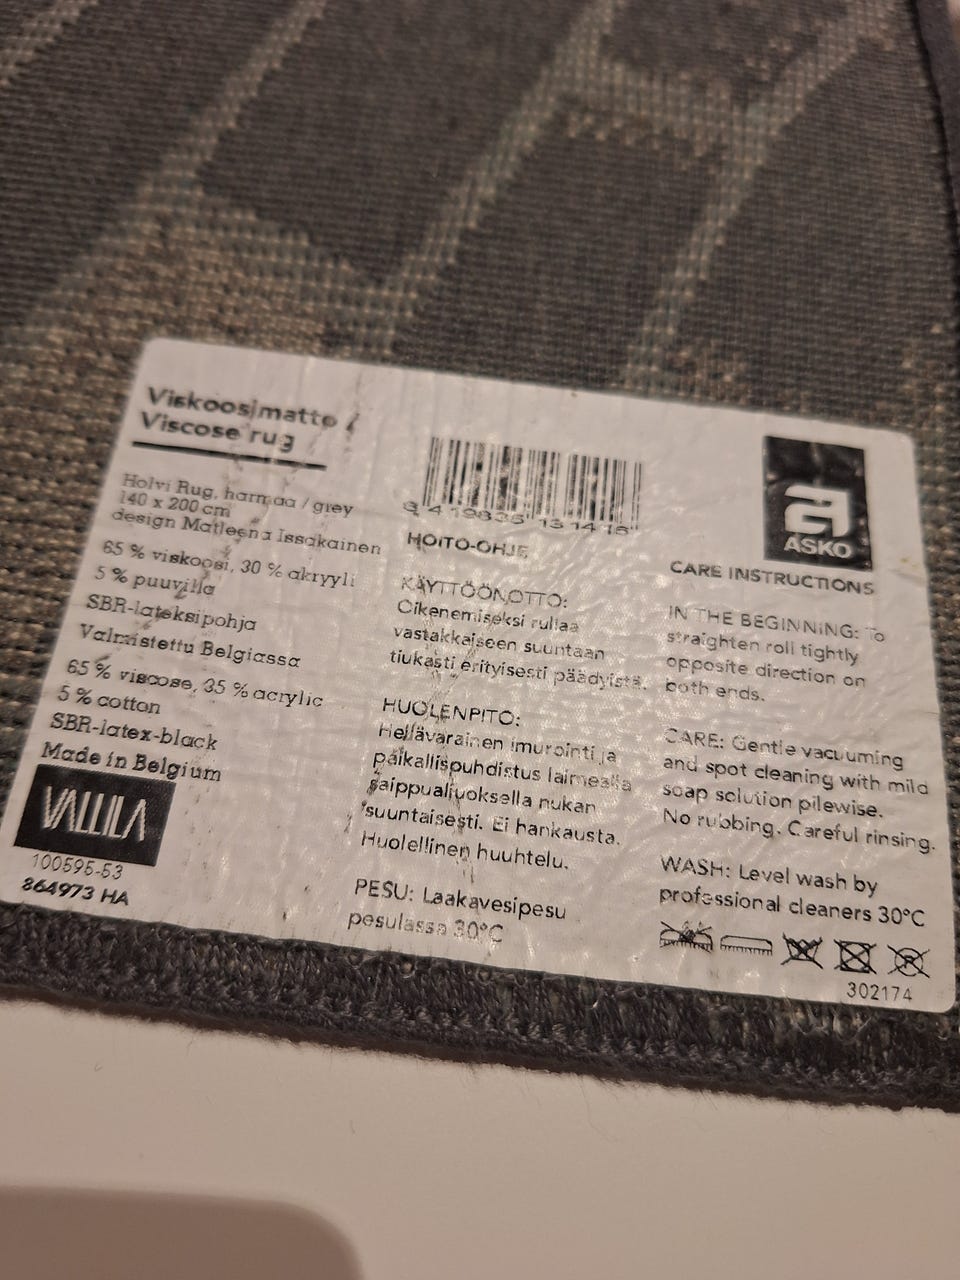 Viskoosimatto /
Viscose rug
Holvi Rug, harmaa / grey
140 x 200 cm
design Matleena Issakainen
65 % viskoosi, 30 % akryyli
5 % puuvilla
SBR-lateksipohja
Valmistettu Belgiassa
65 % viscose, 35 % acrylic
5 % cotton
SBR-latex-black
Made in Belgium
VALLILA
100595-53
864973 HA
HOITO-OHJE
KÄYTTÖÖNOTTO:
Oikenemiseksi rullaa
vastakkaiseen suuntaan
tiukasti erityisesti päädyistä.
HUOLENPITO:
Hellävarainen imurointi ja
paikallispuhdistus laimealla
saippualiuoksella nukan
suuntaisesti. Ei hankausta.
Huolellinen huuhtelu.
PESU: Laakavesipesu
pesulassa 30°C
ASKO
CARE INSTRUCTIONS
IN THE BEGINNING: To
straighten roll tightly
opposite direction on
both ends.
CARE: Gentle vacuuming
and spot cleaning with mild
soap solution pilewise.
No rubbing. Careful rinsing.
WASH: Level wash by
professional cleaners 30°C
302174